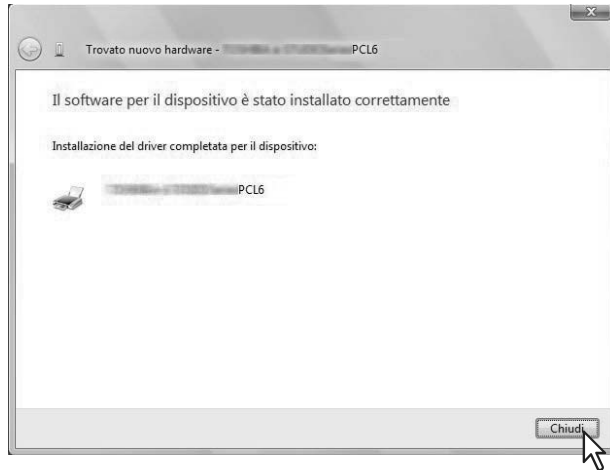 Trovato nuovo hardware - PCL6
Il software per il dispositivo è stato installato correttamente
Installazione del driver completata per il dispositivo:
PCL6
Chiudi